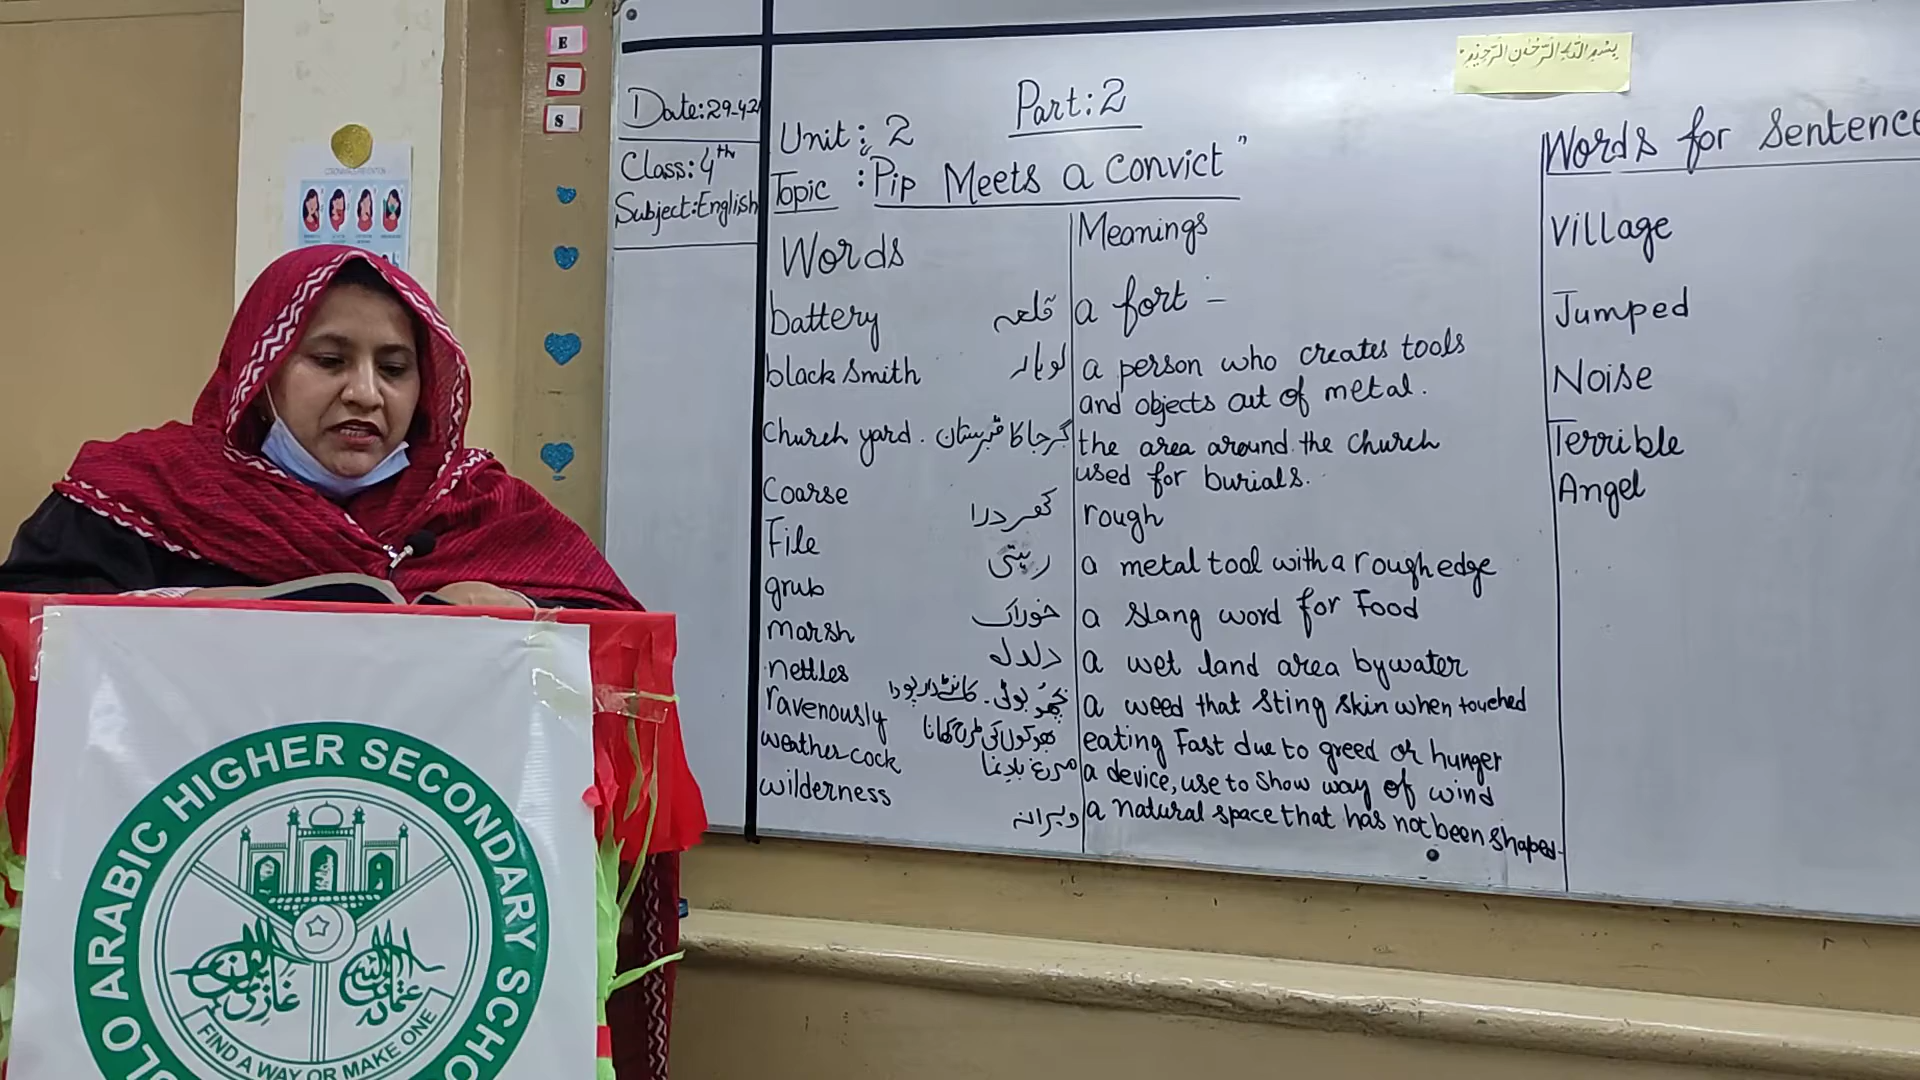 E
S
S
بسم اللہ الرحمٰن الرحیم
Date:29-4-21
Class:4th
Subject:English
Part:2
Unit: 2
Topic :Pip Meets a Convict"
Words
Meanings
battery قلعہ a fort -
black smith لوہار a person who creates tools
and objects out of metal.
Church yard. گرجا کا قبرستان the area around the church
used for burials.
Coarse کھردرا rough
File ریتی a metal tool with a rough edge
grub خوراک a slang word for Food
marsh دلدل a wet land area by water
nettles بچھو بوٹی۔ کانٹے دار پودا a weed that sting skin when touched
ravenously بھوکوں کی طرح کھانا eating Fast due to greed or hunger
weather-cock مرغ باد نما a device, use to show way of wind
wilderness ویرانہ a natural space that has not been shaped-
Words for Sentence
Village
Jumped
Noise
Terrible
Angel
LO ARABIC HIGHER SECONDARY SCHO
FIND A WAY OR MAKE ONE